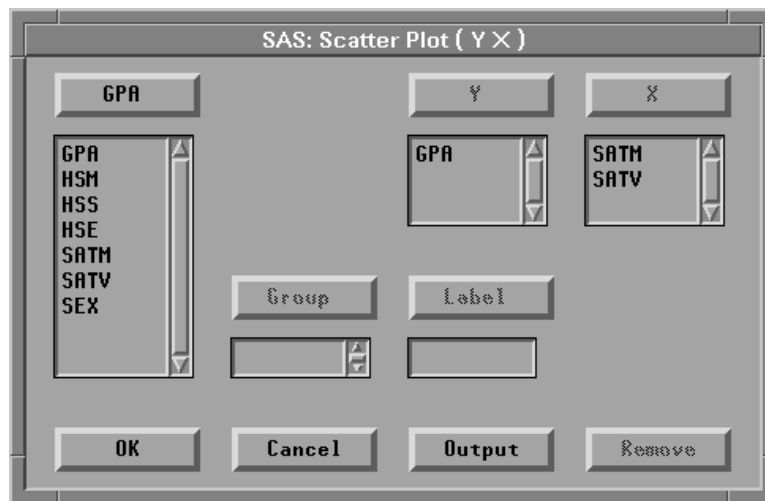 SAS: Scatter Plot ( Y X )
GPA
Y
X
GPA
HSM
HSS
HSE
SATM
SATV
SEX
GPA
SATM
SATV
Group
Label
OK
Cancel
Output
Remove